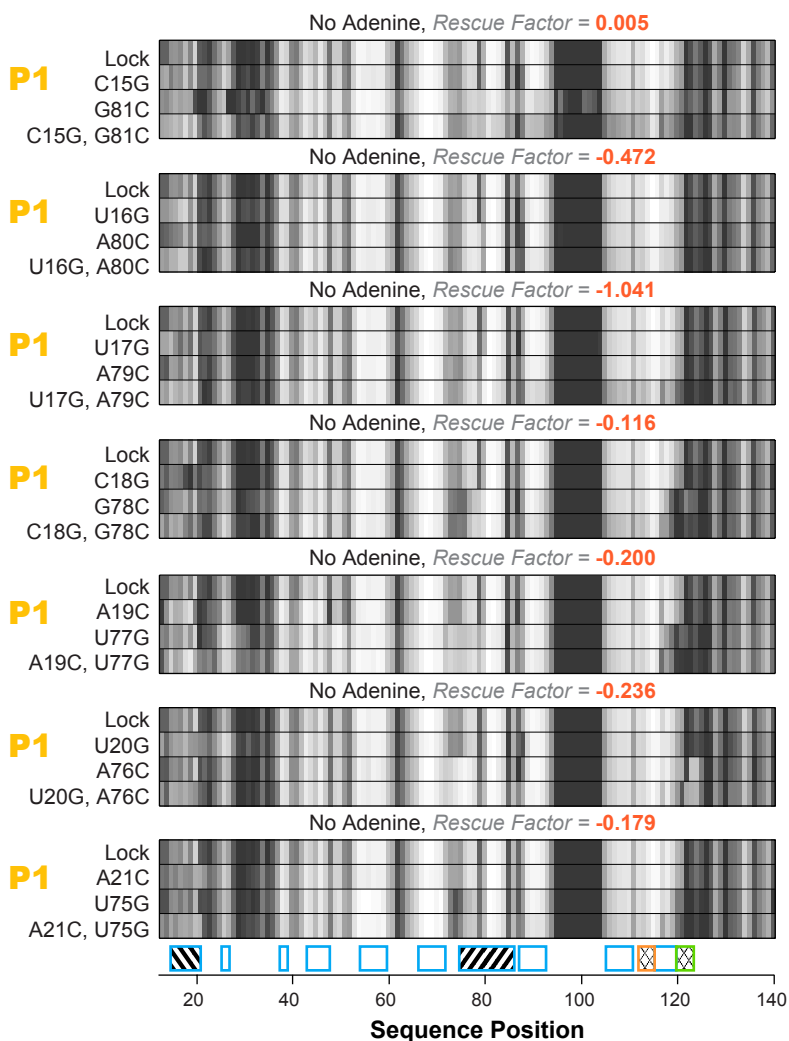 No Adenine, Rescue Factor = 0.005
P1
Lock
C15G
G81C
C15G, G81C
No Adenine, Rescue Factor = -0.472
P1
Lock
U16G
A80C
U16G, A80C
No Adenine, Rescue Factor = -1.041
P1
Lock
U17G
A79C
U17G, A79C
No Adenine, Rescue Factor = -0.116
P1
Lock
C18G
G78C
C18G, G78C
No Adenine, Rescue Factor = -0.200
P1
Lock
A19C
U77G
A19C, U77G
No Adenine, Rescue Factor = -0.236
P1
Lock
U20G
A76C
U20G, A76C
No Adenine, Rescue Factor = -0.179
P1
Lock
A21C
U75G
A21C, U75G
20 40 60 80 100 120 140
Sequence Position